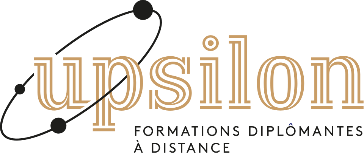 upsilon
FORMATIONS DIPLÔMANTES
À DISTANCE